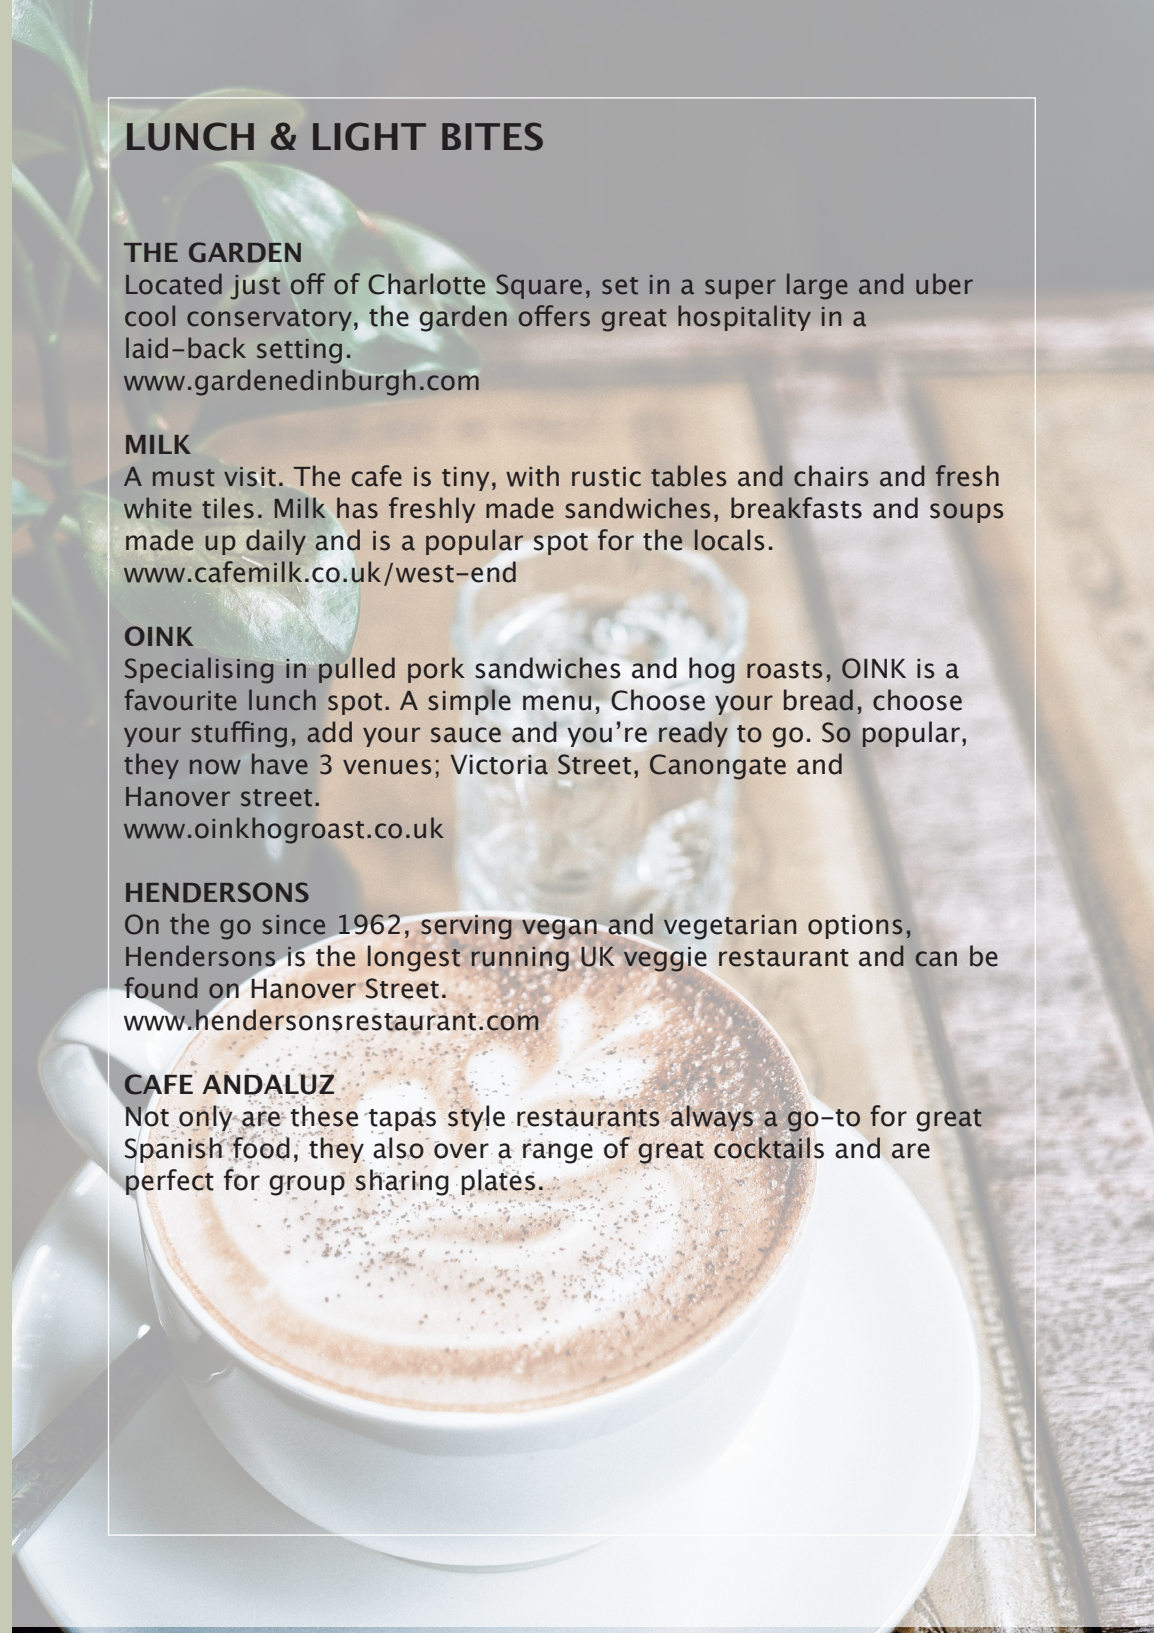 LUNCH & LIGHT BITES
THE GARDEN
Located just off of Charlotte Square, set in a super large and uber
cool conservatory, the garden offers great hospitality in a
laid-back setting.
www.gardenedinburgh.com
MILK
A must visit. The cafe is tiny, with rustic tables and chairs and fresh
white tiles. Milk has freshly made sandwiches, breakfasts and soups
made up daily and is a popular spot for the locals.
www.cafemilk.co.uk/west-end
OINK
Specialising in pulled pork sandwiches and hog roasts, OINK is a
favourite lunch spot. A simple menu, Choose your bread, choose
your stuffing, add your sauce and you’re ready to go. So popular,
they now have 3 venues; Victoria Street, Canongate and
Hanover street.
www.oinkhogroast.co.uk
HENDERSONS
On the go since 1962, serving vegan and vegetarian options,
Hendersons is the longest running UK veggie restaurant and can be
found on Hanover Street.
www.hendersonsrestaurant.com
CAFE ANDALUZ
Not only are these tapas style restaurants always a go-to for great
Spanish food, they also over a range of great cocktails and are
perfect for group sharing plates.